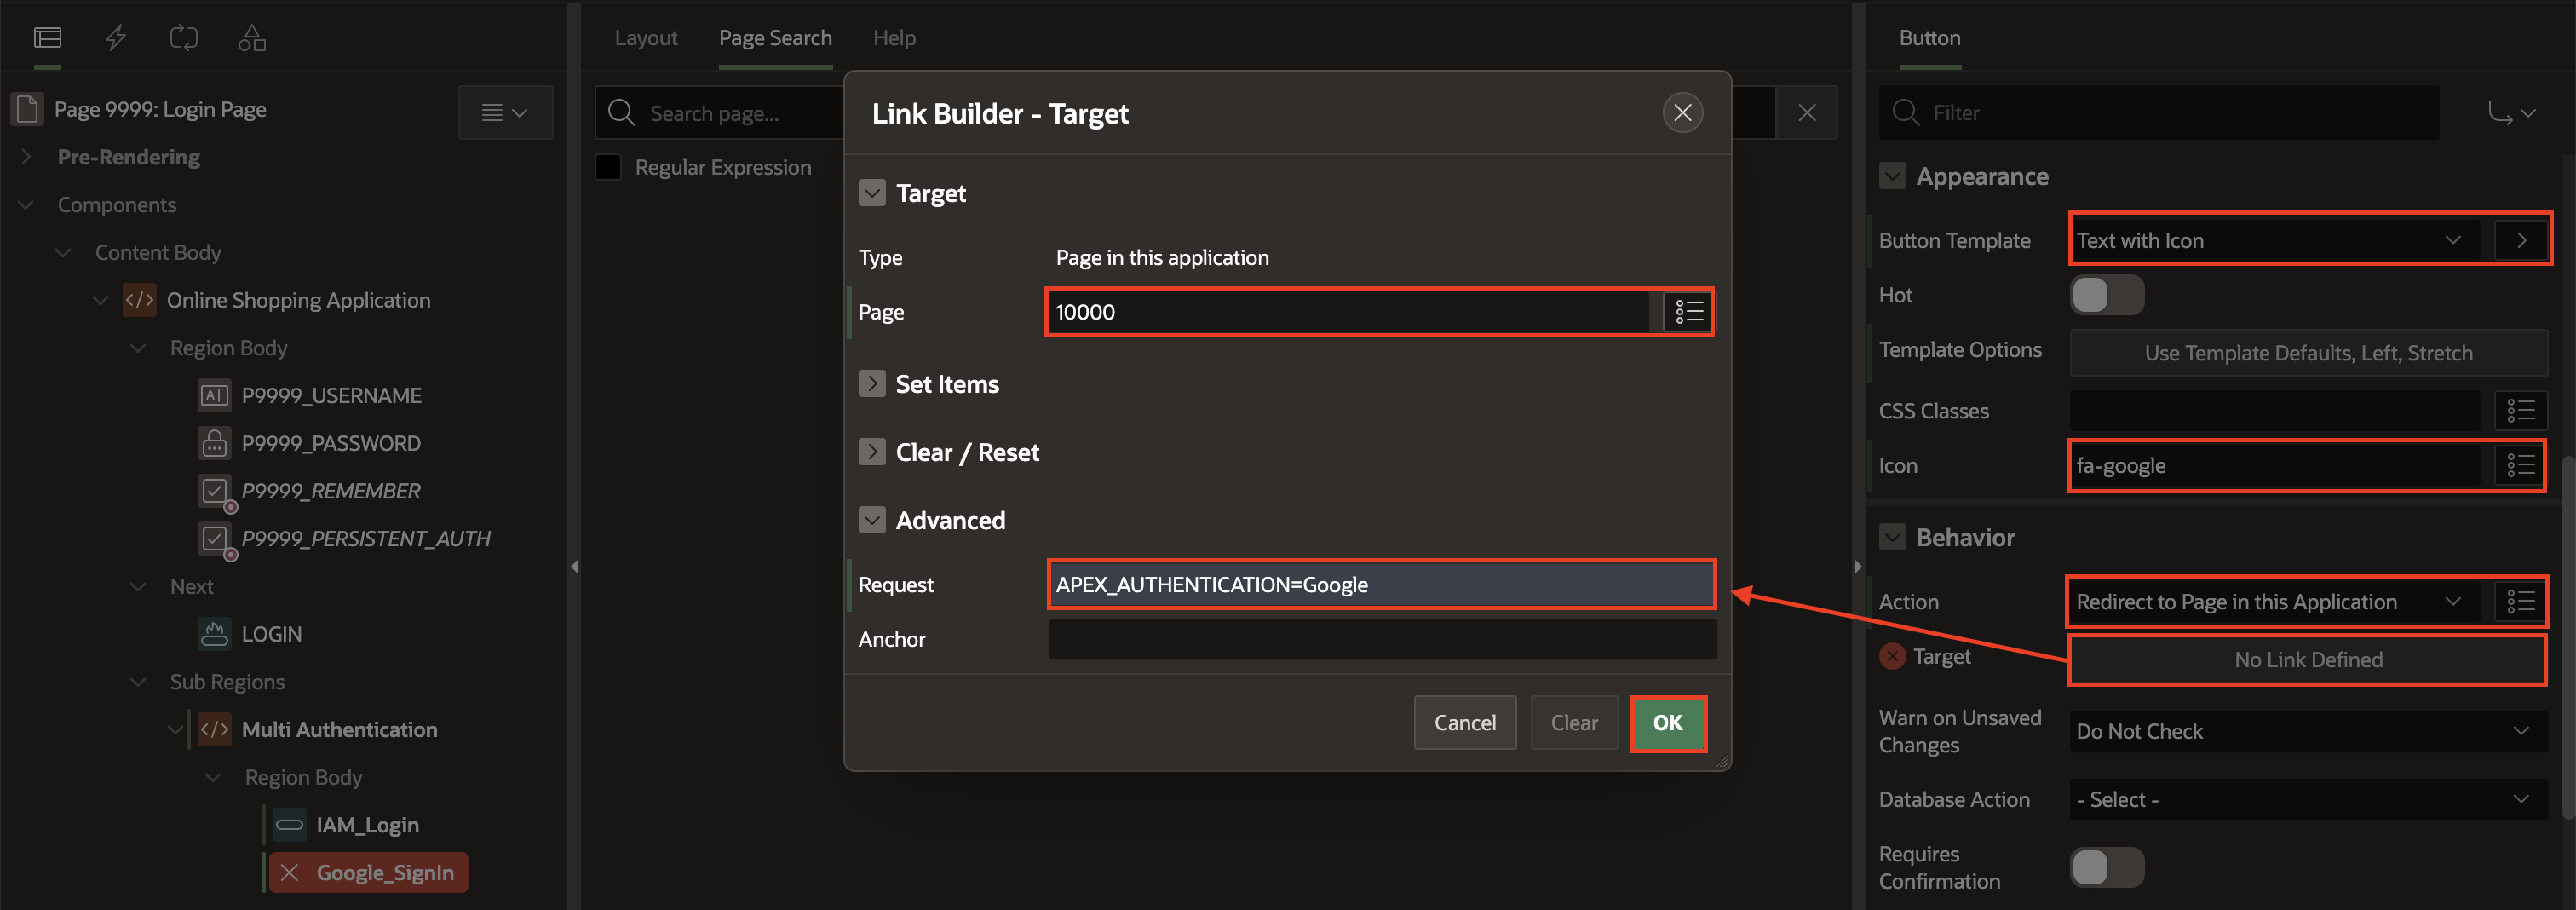 Page 9999: Login Page
Pre-Rendering
Components
Content Body
Online Shopping Application
Region Body
P9999_USERNAME
P9999_PASSWORD
P9999_REMEMBER
P9999_PERSISTENT_AUTH
Next
LOGIN
Sub Regions
Multi Authentication
Region Body
IAM_Login
Google_SignIn
Layout Page Search Help
Search page...
Regular Expression
Link Builder - Target
Target
Type Page in this application
Page 10000
Set Items
Clear / Reset
Advanced
Request APEX_AUTHENTICATION=Google
Anchor
Cancel Clear OK
Button
Filter
Appearance
Button Template Text with Icon
Hot
Template Options Use Template Defaults, Left, Stretch
CSS Classes
Icon fa-google
Behavior
Action Redirect to Page in this Application
Target No Link Defined
Warn on Unsaved
Changes Do Not Check
Database Action - Select -
Requires
Confirmation